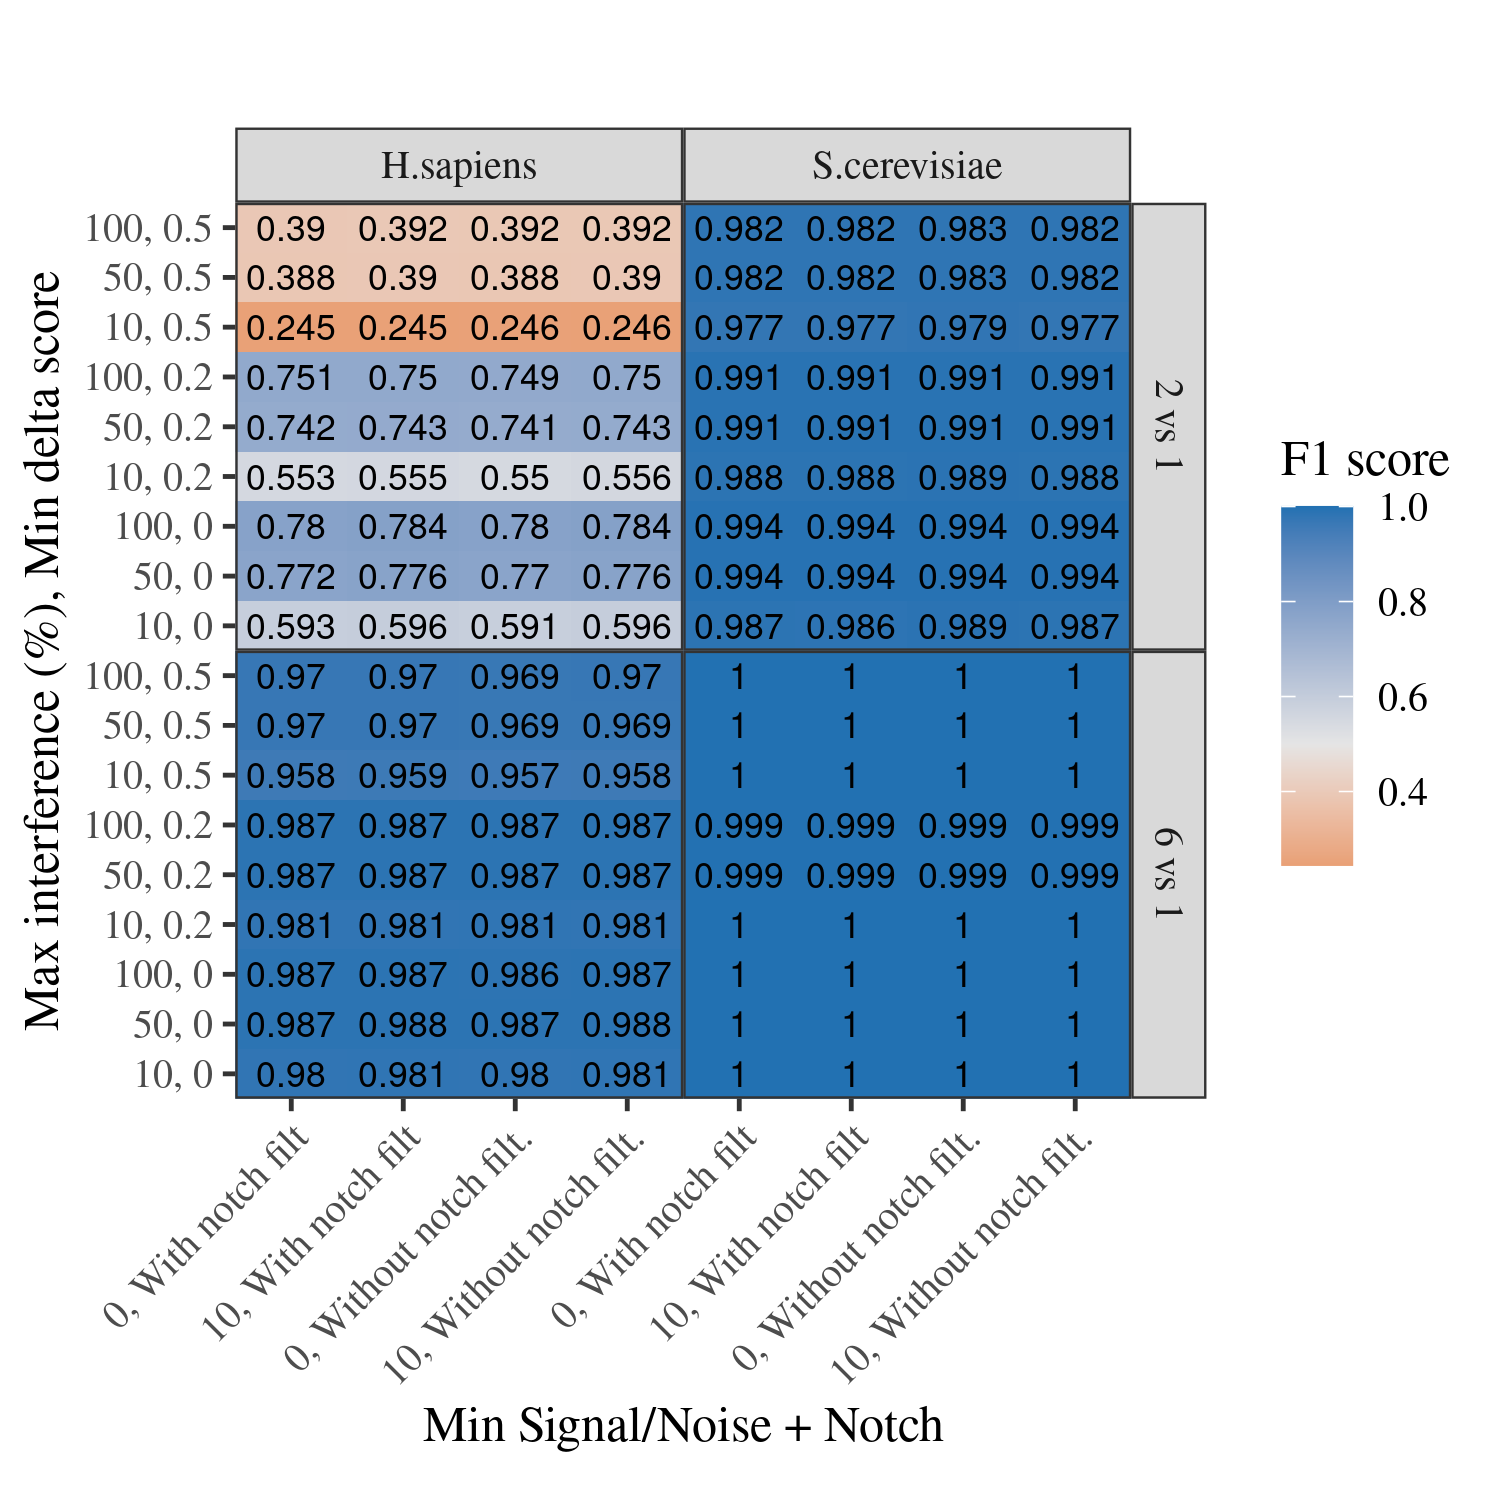 H.sapiens S.cerevisiae
100, 0.5 0.39 0.392 0.392 0.392 0.982 0.982 0.983 0.982
50, 0.5 0.388 0.39 0.388 0.39 0.982 0.982 0.983 0.982
10, 0.5 0.245 0.245 0.246 0.246 0.977 0.977 0.979 0.977
100, 0.2 0.751 0.75 0.749 0.75 0.991 0.991 0.991 0.991
50, 0.2 0.742 0.743 0.741 0.743 0.991 0.991 0.991 0.991
10, 0.2 0.553 0.555 0.55 0.556 0.988 0.988 0.989 0.988
100, 0 0.78 0.784 0.78 0.784 0.994 0.994 0.994 0.994
50, 0 0.772 0.776 0.77 0.776 0.994 0.994 0.994 0.994
10, 0 0.593 0.596 0.591 0.596 0.987 0.986 0.989 0.987
2 vs 1
100, 0.5 0.97 0.97 0.969 0.97 1 1 1 1
50, 0.5 0.97 0.97 0.969 0.969 1 1 1 1
10, 0.5 0.958 0.959 0.957 0.958 1 1 1 1
100, 0.2 0.987 0.987 0.987 0.987 0.999 0.999 0.999 0.999
50, 0.2 0.987 0.987 0.987 0.987 0.999 0.999 0.999 0.999
10, 0.2 0.981 0.981 0.981 0.981 1 1 1 1
100, 0 0.987 0.987 0.986 0.987 1 1 1 1
50, 0 0.987 0.988 0.987 0.988 1 1 1 1
10, 0 0.98 0.981 0.98 0.981 1 1 1 1
6 vs 1
Max interference (%), Min delta score
0, With notch filt
10, With notch filt
0, Without notch filt.
10, Without notch filt.
0, With notch filt
10, With notch filt
0, Without notch filt.
10, Without notch filt.
Min Signal/Noise + Notch
F1 score
1.0
0.8
0.6
0.4